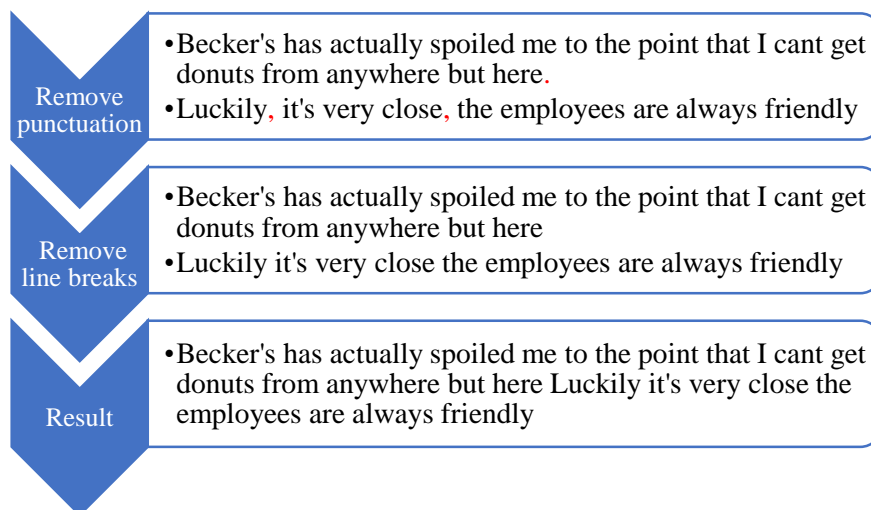 Remove
punctuation
•Becker's has actually spoiled me to the point that I cant get
donuts from anywhere but here.
•Luckily, it's very close, the employees are always friendly
Remove
line breaks
•Becker's has actually spoiled me to the point that I cant get
donuts from anywhere but here
•Luckily it's very close the employees are always friendly
Result
•Becker's has actually spoiled me to the point that I cant get
donuts from anywhere but here Luckily it's very close the
employees are always friendly